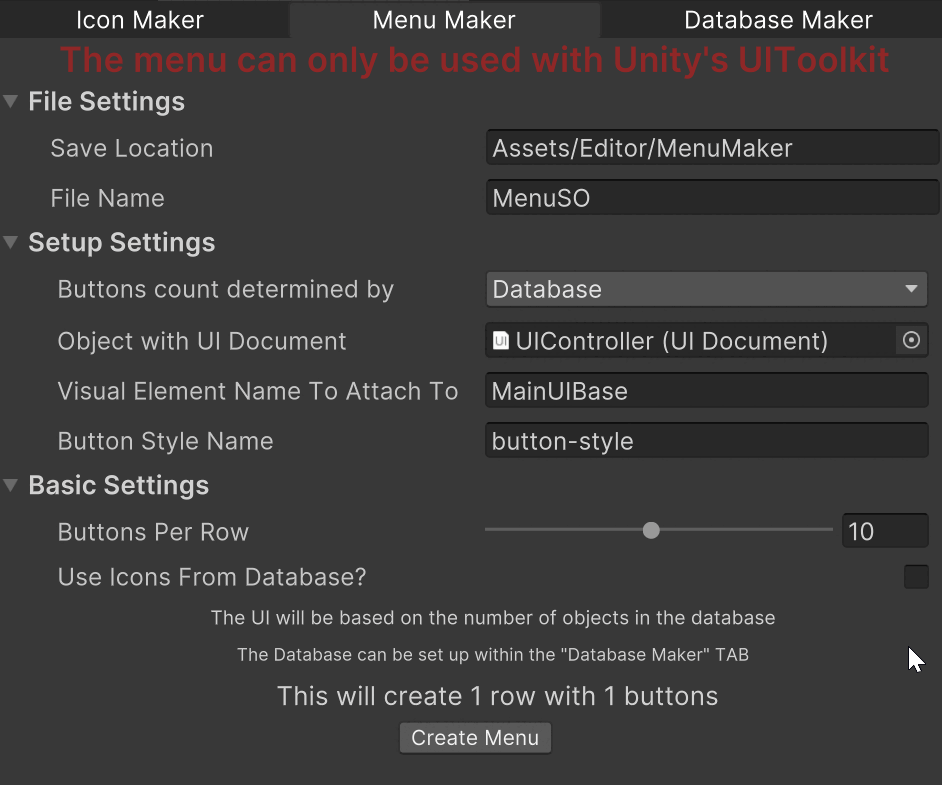 Icon Maker Menu Maker Database Maker
The menu can only be used with Unity's UIToolkit
File Settings
Save Location Assets/Editor/MenuMaker
File Name MenuSO
Setup Settings
Buttons count determined by Database
Object with UI Document UIController (UI Document)
Visual Element Name To Attach To MainUIBase
Button Style Name button-style
Basic Settings
Buttons Per Row 10
Use Icons From Database?
The UI will be based on the number of objects in the database
The Database can be set up within the "Database Maker" TAB
This will create 1 row with 1 buttons
Create Menu